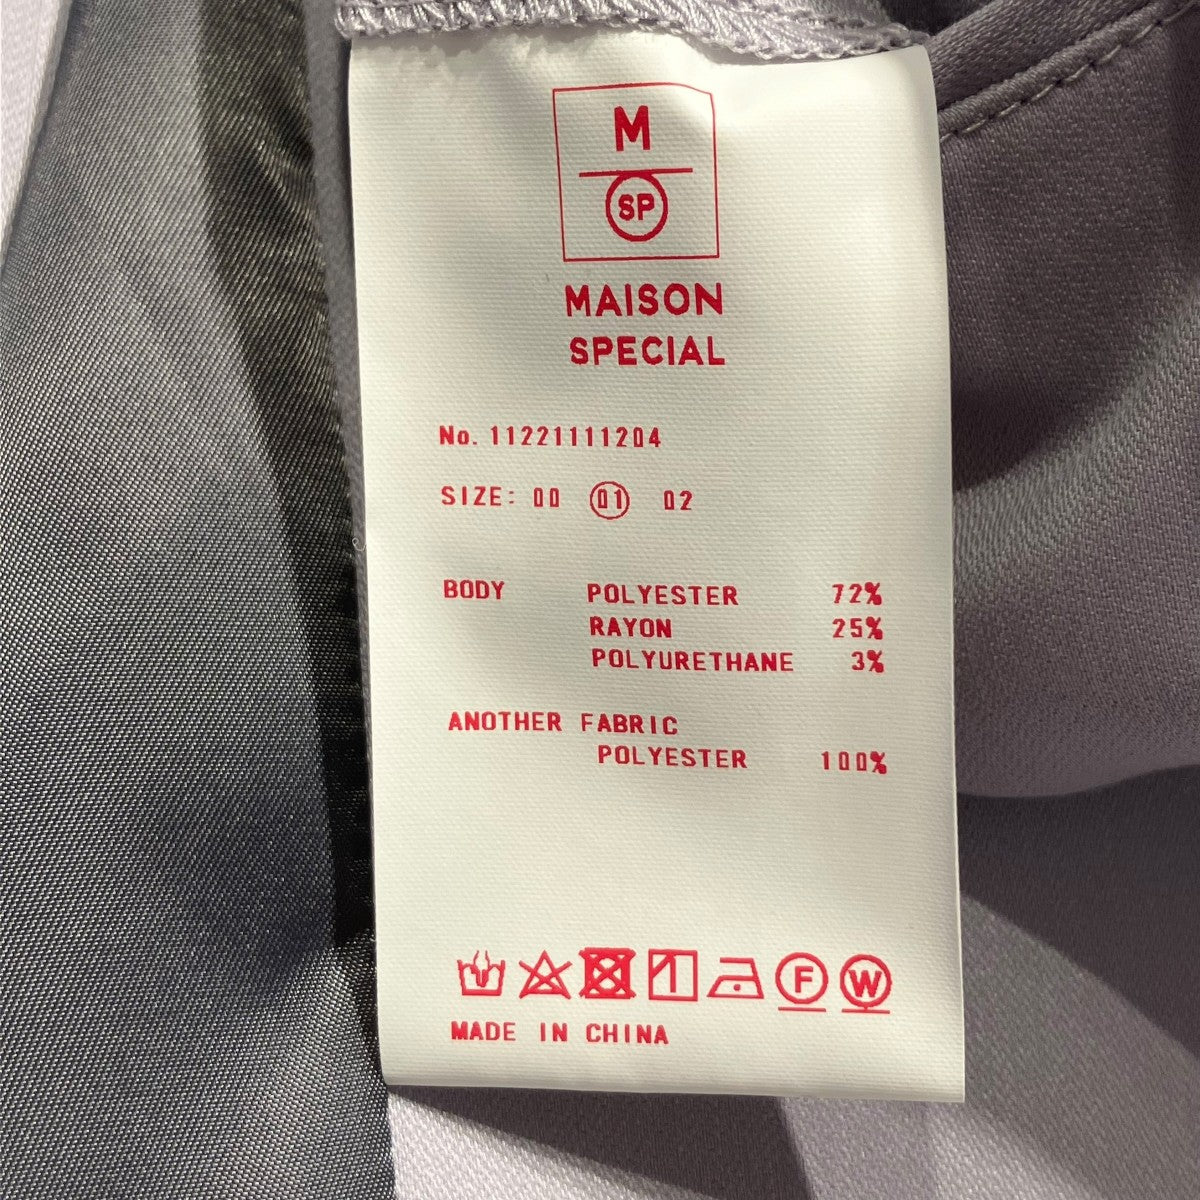 M
SP
MAISON
SPECIAL
No. 11221111204
SIZE: 00 01 02
BODY POLYESTER 72%
RAYON 25%
POLYURETHANE 3%
ANOTHER FABRIC
POLYESTER 100%
F W
MADE IN CHINA